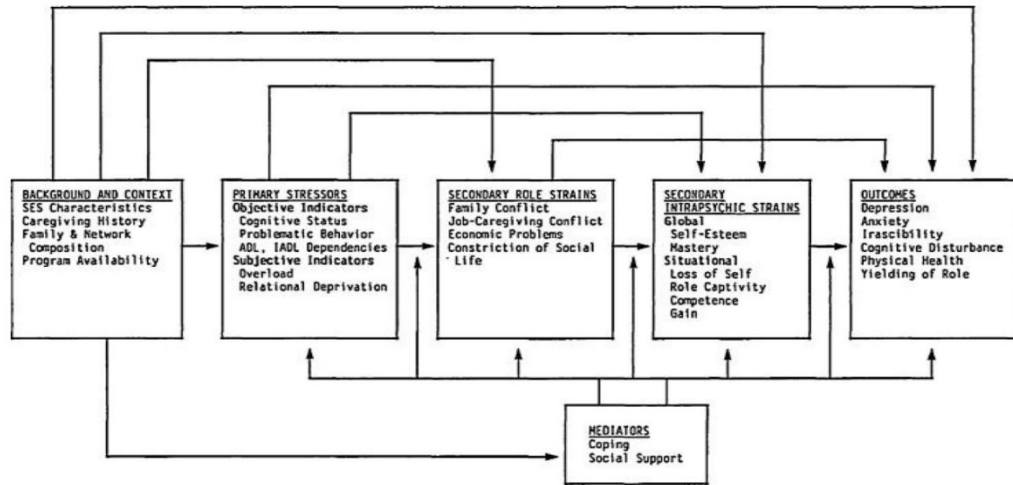 BACKGROUND AND CONTEXT
SES Characteristics
Caregiving History
Family & Network
Composition
Program Availability
PRIMARY STRESSORS
Objective Indicators
Cognitive Status
Problematic Behavior
ADL, IADL Dependencies
Subjective Indicators
Overload
Relational Deprivation
SECONDARY ROLE STRAINS
Family Conflict
Job-Caregiving Conflict
Economic Problems
Constriction of Social
Life
SECONDARY
INTRAPSYCHIC STRAINS
Global
Self-Esteem
Mastery
Situational
Loss of Self
Role Captivity
Competence
Gain
OUTCOMES
Depression
Anxiety
Irascibility
Cognitive Disturbance
Physical Health
Yielding of Role
MEDIATORS
Coping
Social Support